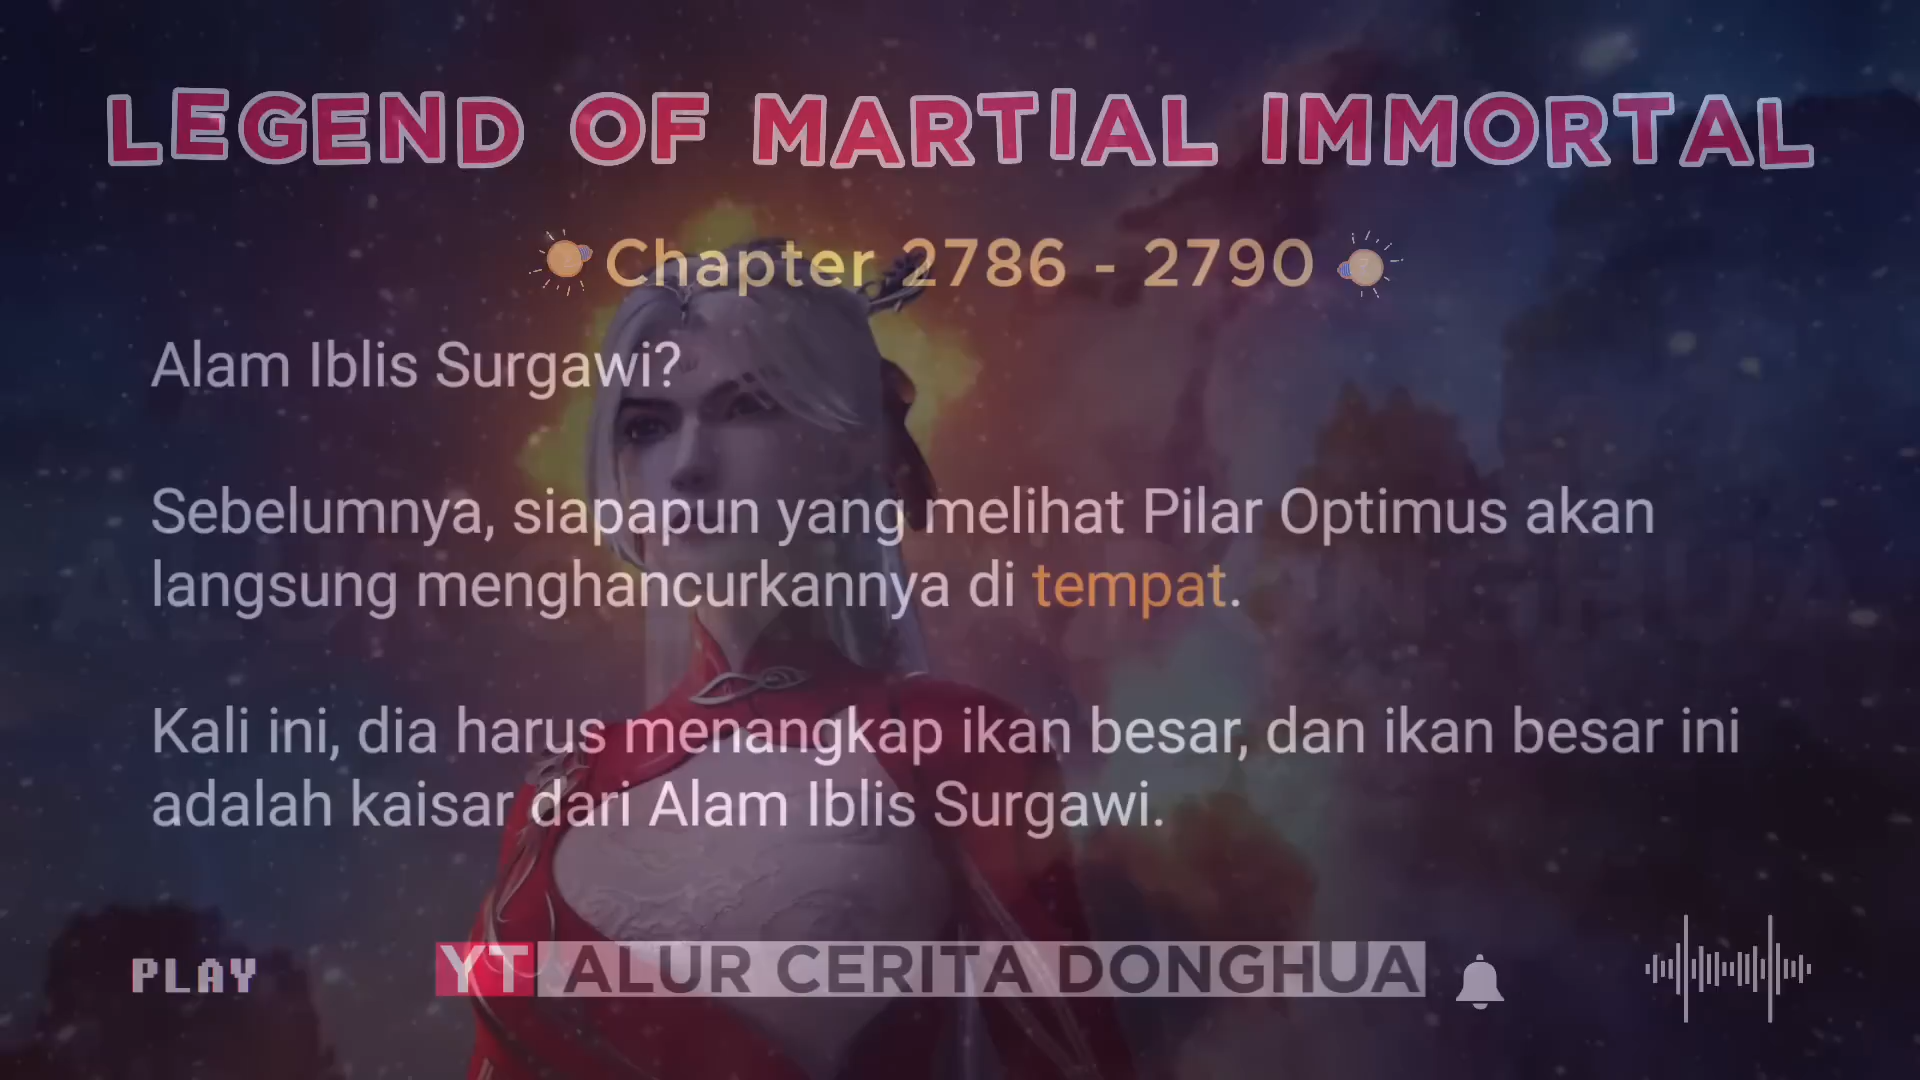 LEGEND OF MARTIAL IMMORTAL
Chapter 2786 - 2790
Alam Iblis Surgawi?
Sebelumnya, siapapun yang melihat Pilar Optimus akan
langsung menghancurkannya di tempat.
Kali ini, dia harus menangkap ikan besar, dan ikan besar ini
adalah kaisar dari Alam Iblis Surgawi.
PLAY
YT ALUR CERITA DONGHUA